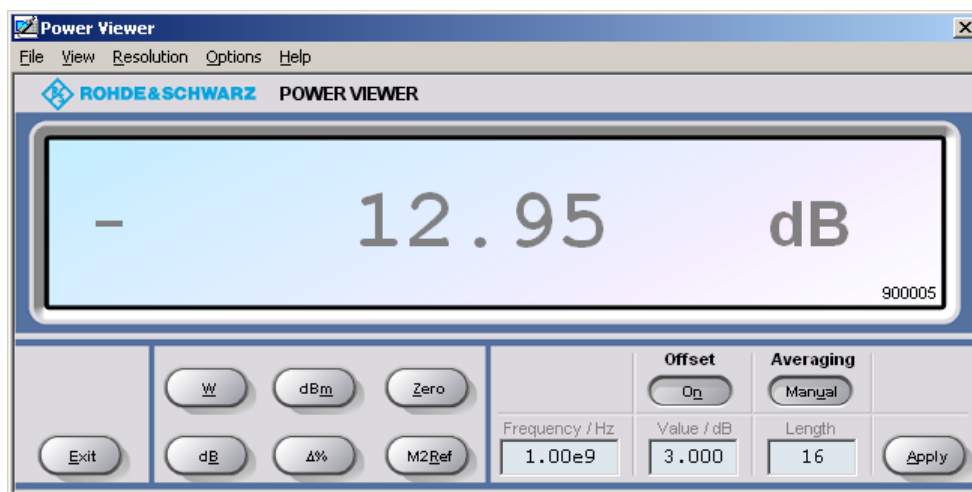 Power Viewer
File View Resolution Options Help
ROHDE&SCHWARZ POWER VIEWER
- 12.95 dB
900005
Offset Averaging
W dBm Zero On Manual
Frequency / Hz Value / dB Length
Exit dB Δ% M2Ref 1.00e9 3.000 16 Apply